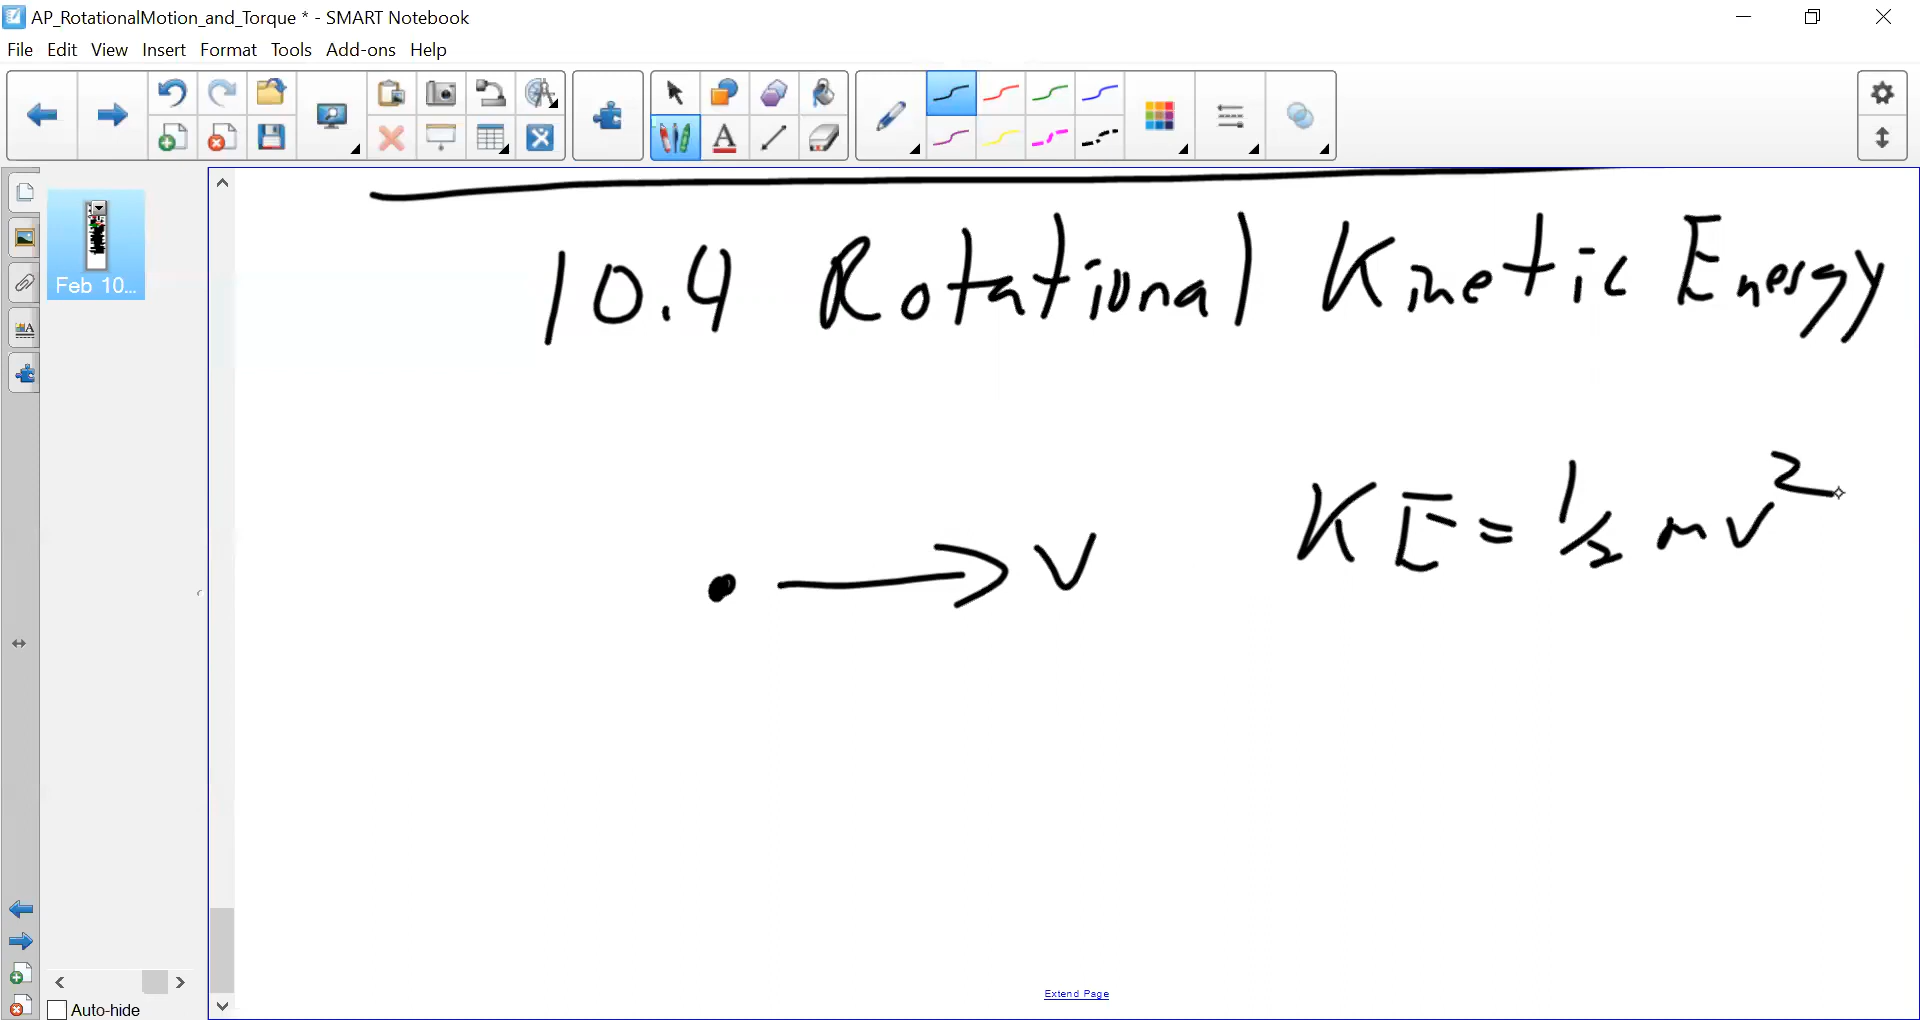 AP_RotationalMotion_and_Torque * - SMART Notebook
File Edit View Insert Format Tools Add-ons Help
Feb 10...
10.4 Rotational Kinetic Energy
KE = 1/2 mv²
v
Extend Page
Auto-hide